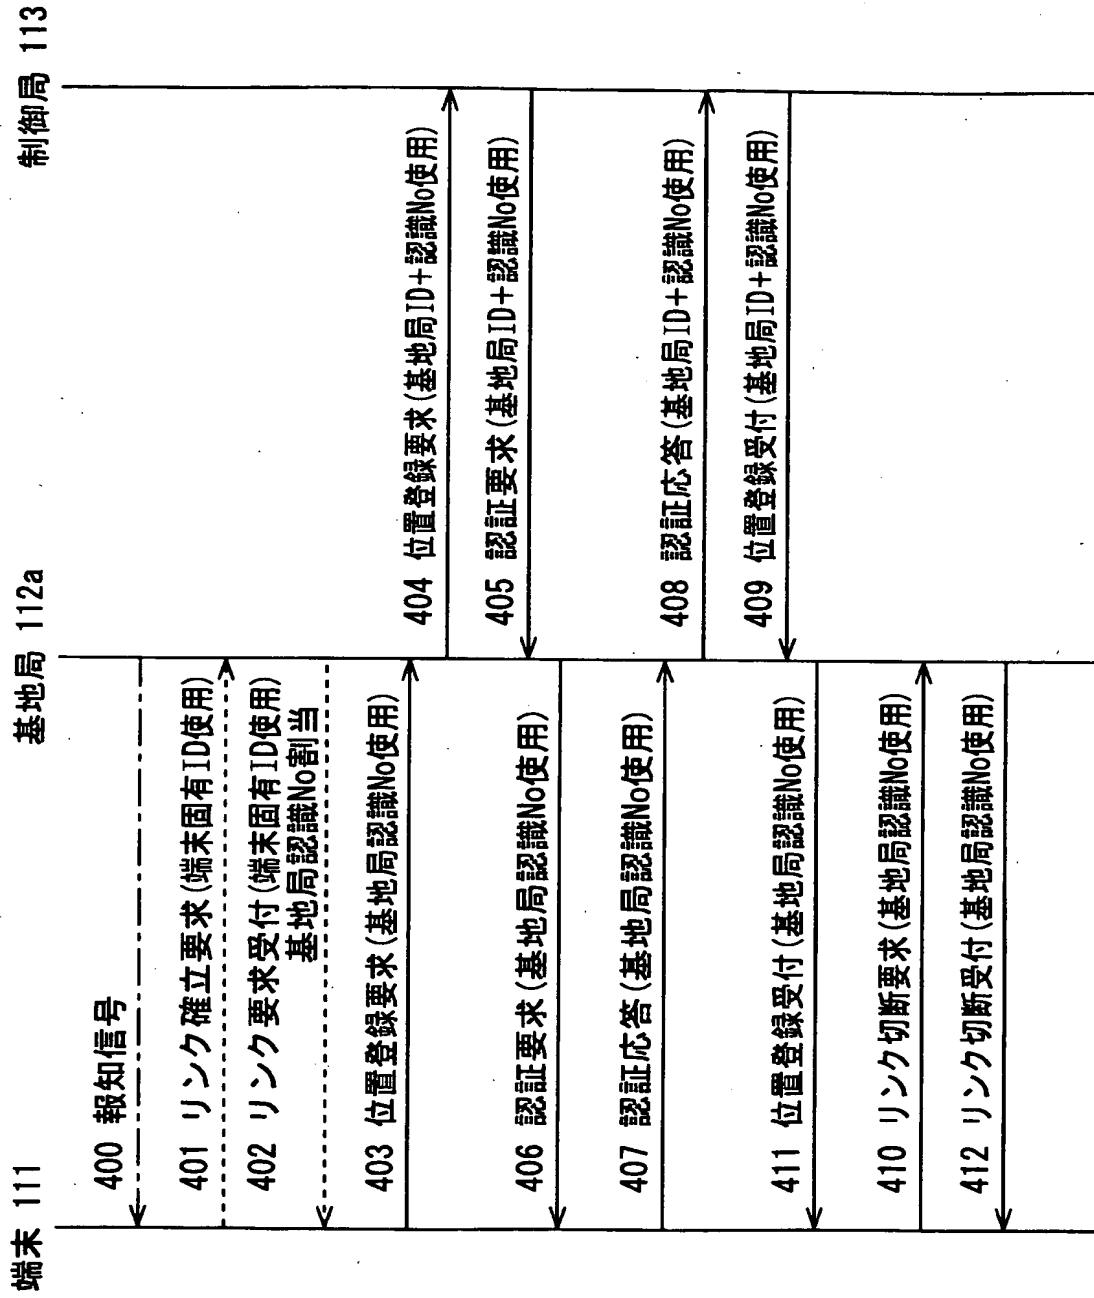 端末 111
基地局 112a
制御局 113
400 報知信号
401 リンク確立要求(端末固有ID使用)
402 リンク要求受付(端末固有ID使用)
基地局認識No割当
403 位置登録要求(基地局認識No使用)
404 位置登録要求(基地局ID+認識No使用)
405 認証要求(基地局ID+認識No使用)
406 認証要求(基地局認識No使用)
407 認証応答(基地局認識No使用)
408 認証応答(基地局ID+認識No使用)
409 位置登録受付(基地局ID+認識No使用)
411 位置登録受付(基地局認識No使用)
410 リンク切断要求(基地局認識No使用)
412 リンク切断受付(基地局認識No使用)